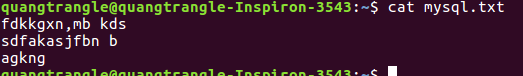 quangtrangle@quangtrangle-Inspiron-3543:~$ cat mysql.txt
fdkkgxn,mb kds
sdfakasjfbn b
agkng
quangtrangle@quangtrangle-Inspiron-3543:~$